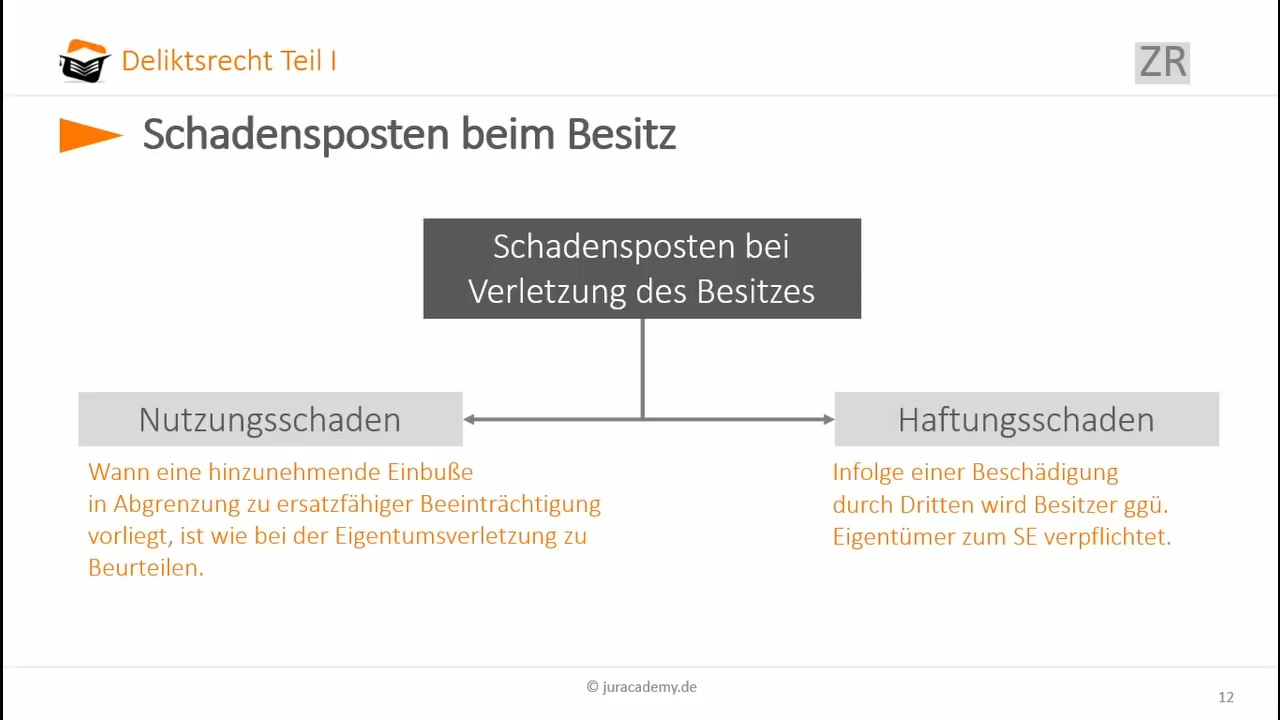 Deliktsrecht Teil I
ZR
Schadensposten beim Besitz
Schadensposten bei
Verletzung des Besitzes
Nutzungsschaden
Wann eine hinzunehmende Einbuße
in Abgrenzung zu ersatzfähiger Beeinträchtigung
vorliegt, ist wie bei der Eigentumsverletzung zu
Beurteilen.
Haftungsschaden
Infolge einer Beschädigung
durch Dritten wird Besitzer ggü.
Eigentümer zum SE verpflichtet.
© juracademy.de
12